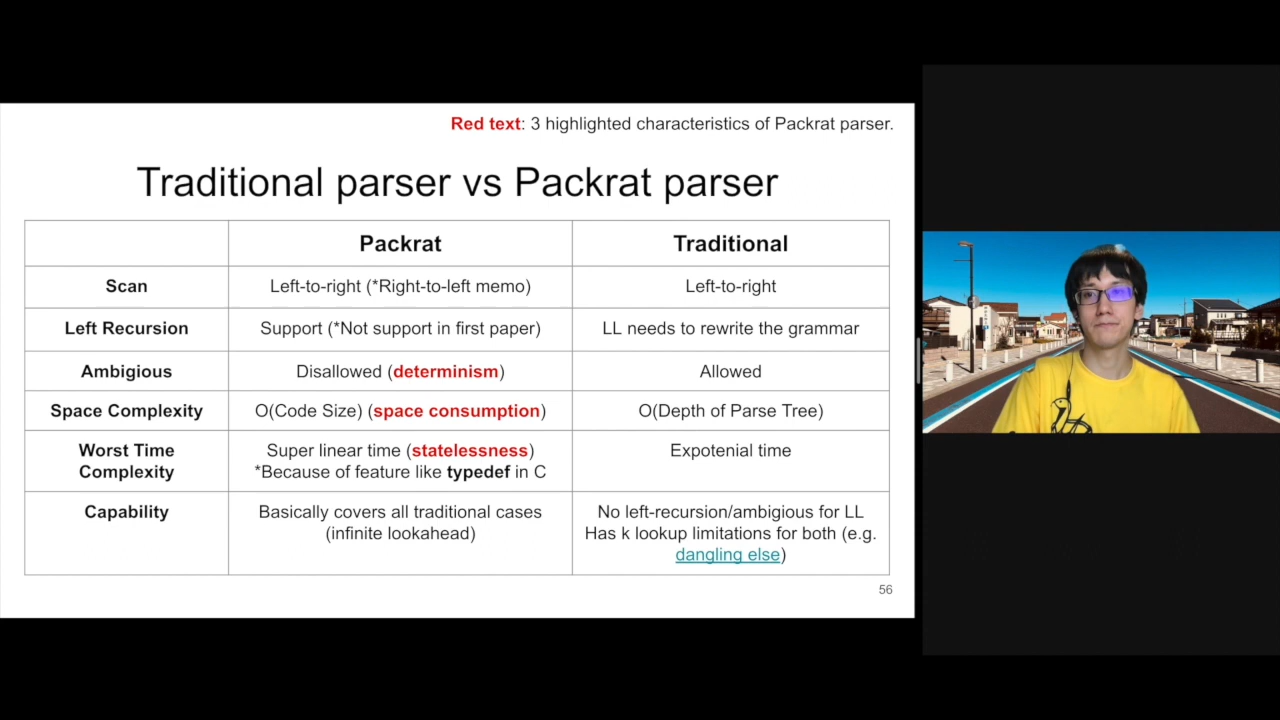 Red text: 3 highlighted characteristics of Packrat parser.
Traditional parser vs Packrat parser
Packrat
Traditional
Scan
Left-to-right (*Right-to-left memo)
Left-to-right
Left Recursion
Support (*Not support in first paper)
LL needs to rewrite the grammar
Ambigious
Disallowed (determinism)
Allowed
Space Complexity
O(Code Size) (space consumption)
O(Depth of Parse Tree)
Worst Time
Complexity
Super linear time (statelessness)
*Because of feature like typedef in C
Expotenial time
Capability
Basically covers all traditional cases
(infinite lookahead)
No left-recursion/ambigious for LL
Has k lookup limitations for both (e.g.
dangling else)
56